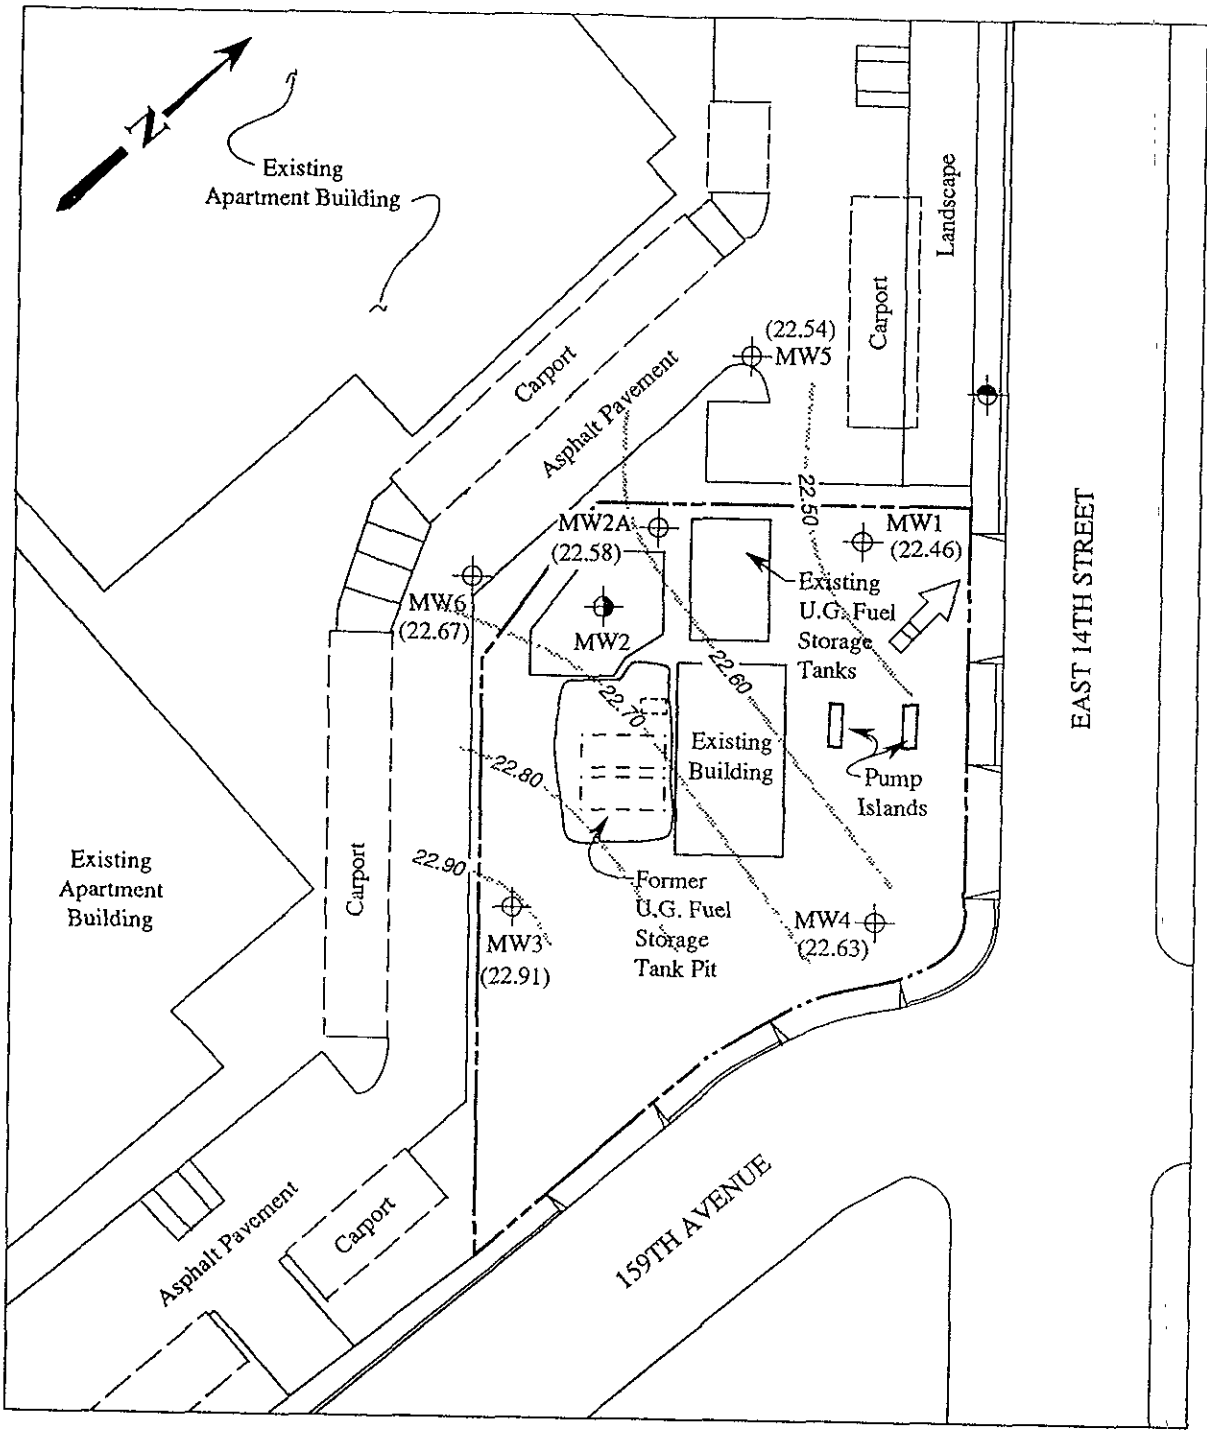 N
Existing
Apartment Building
Landscape
Carport
(22.54)
MW5
Carport
Asphalt Pavement
22.50
MW2A
(22.58)
MW1
(22.46)
Existing
U.G. Fuel
Storage
Tanks
MW6
(22.67)
MW2
22.60
22.70
EAST 14TH STREET
Existing
Building
22.80
Pump
Islands
22.90
Existing
Apartment
Building
Carport
Former
U.G. Fuel
Storage
Tank Pit
MW3
(22.91)
MW4
(22.63)
Asphalt Pavement
Carport
159TH AVENUE